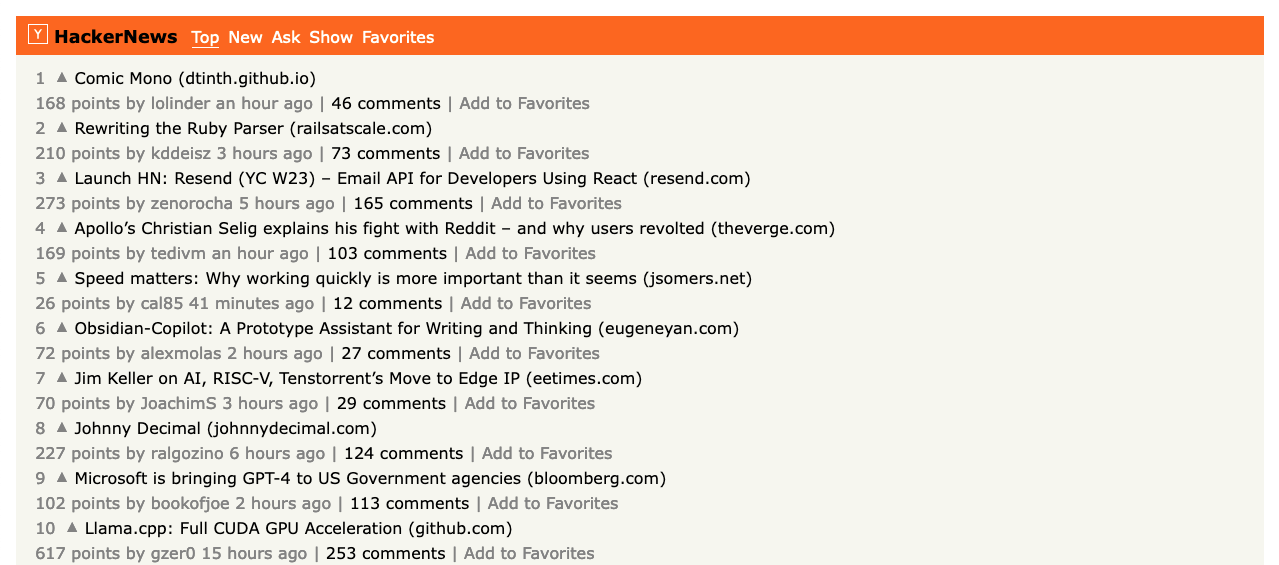 Y HackerNews Top New Ask Show Favorites
1 ▲ Comic Mono (dtinth.github.io)
168 points by lolinder an hour ago | 46 comments | Add to Favorites
2 ▲ Rewriting the Ruby Parser (railsatscale.com)
210 points by kddeisz 3 hours ago | 73 comments | Add to Favorites
3 ▲ Launch HN: Resend (YC W23) – Email API for Developers Using React (resend.com)
273 points by zenorocha 5 hours ago | 165 comments | Add to Favorites
4 ▲ Apollo’s Christian Selig explains his fight with Reddit – and why users revolted (theverge.com)
169 points by tedivm an hour ago | 103 comments | Add to Favorites
5 ▲ Speed matters: Why working quickly is more important than it seems (jsomers.net)
26 points by cal85 41 minutes ago | 12 comments | Add to Favorites
6 ▲ Obsidian-Copilot: A Prototype Assistant for Writing and Thinking (eugeneyan.com)
72 points by alexmolas 2 hours ago | 27 comments | Add to Favorites
7 ▲ Jim Keller on AI, RISC-V, Tenstorrent’s Move to Edge IP (eetimes.com)
70 points by JoachimS 3 hours ago | 29 comments | Add to Favorites
8 ▲ Johnny Decimal (johnnydecimal.com)
227 points by ralgozino 6 hours ago | 124 comments | Add to Favorites
9 ▲ Microsoft is bringing GPT-4 to US Government agencies (bloomberg.com)
102 points by bookofjoe 2 hours ago | 113 comments | Add to Favorites
10 ▲ Llama.cpp: Full CUDA GPU Acceleration (github.com)
617 points by gzer0 15 hours ago | 253 comments | Add to Favorites